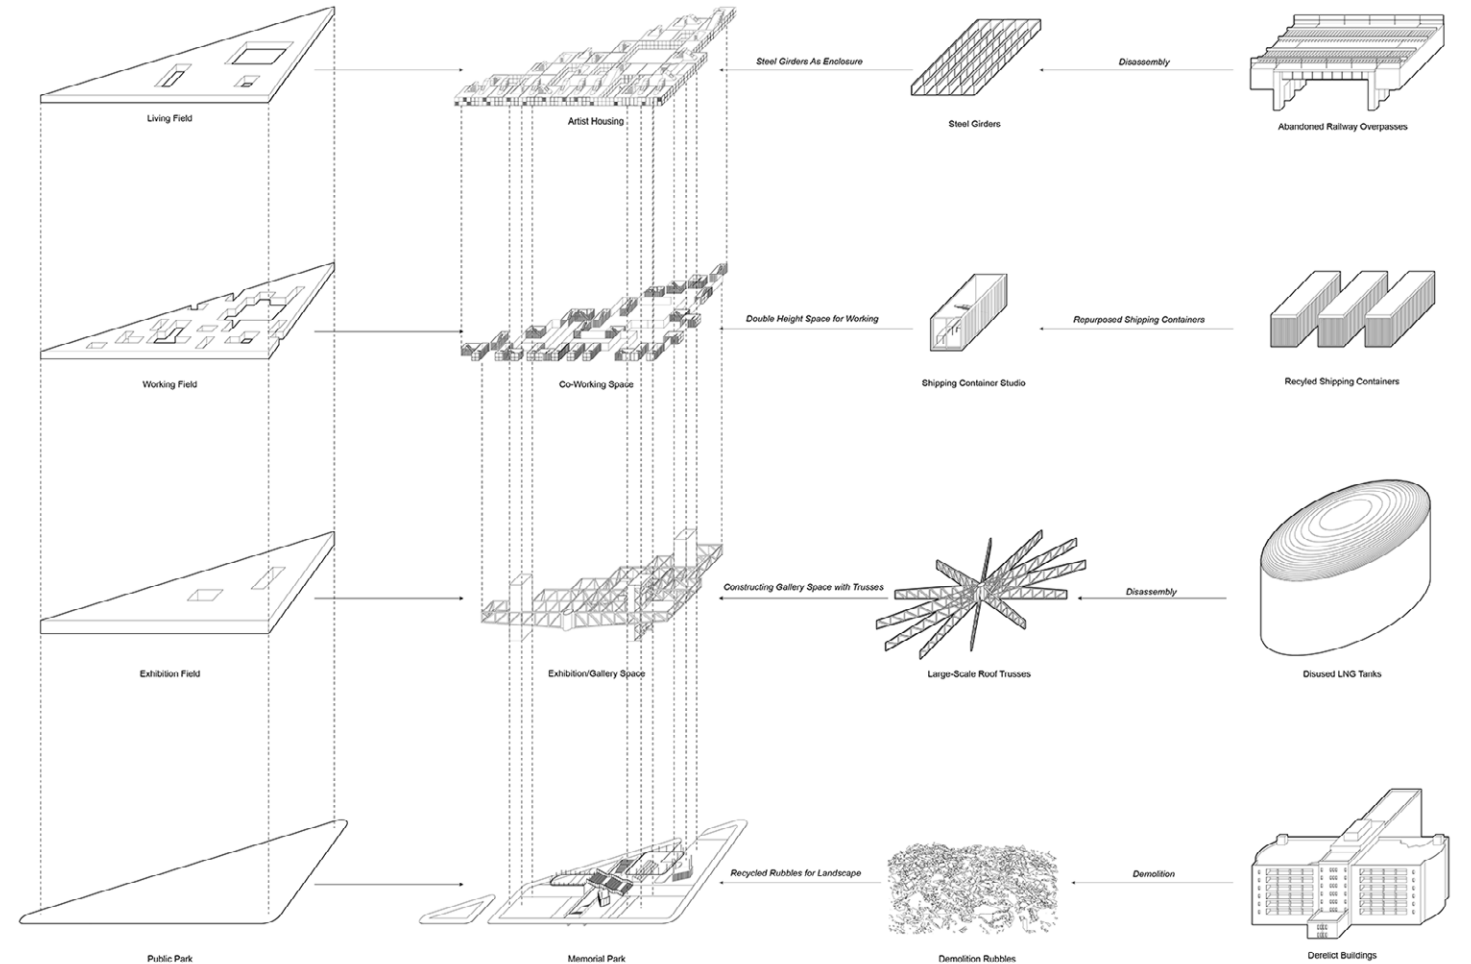 Steel Girders As Enclosure
Disassembly
Living Field
Artist Housing
Steel Girders
Abandoned Railway Overpasses
Double Height Space for Working
Repurposed Shipping Containers
Working Field
Co-Working Space
Shipping Container Studio
Recyled Shipping Containers
Constructing Gallery Space with Trusses
Disassembly
Exhibition Field
Exhibition/Gallery Space
Large-Scale Roof Trusses
Disused LNG Tanks
Recycled Rubbles for Landscape
Demolition
Public Park
Memorial Park
Demolition Rubbles
Derelict Buildings